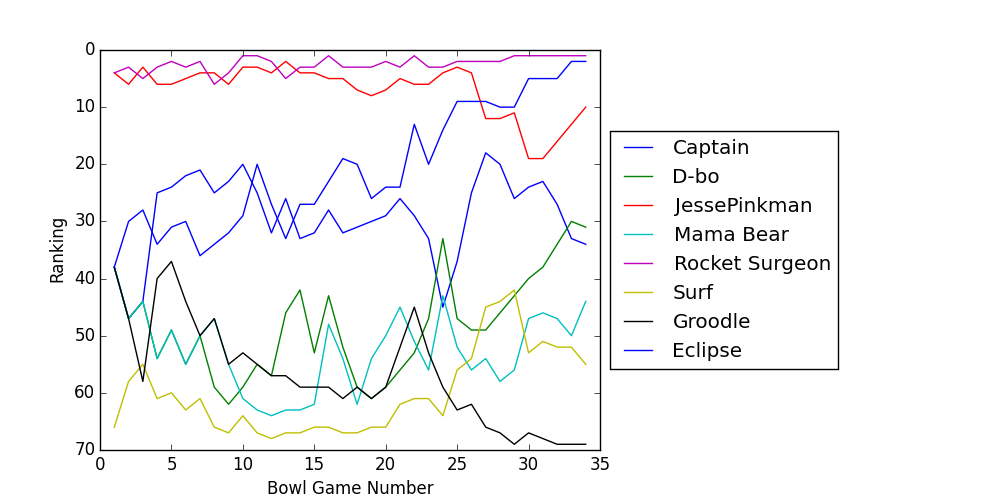 0
10
20
30
40
50
60
70
Ranking
0 5 10 15 20 25 30 35
Bowl Game Number
Captain
D-bo
JessePinkman
Mama Bear
Rocket Surgeon
Surf
Groodle
Eclipse